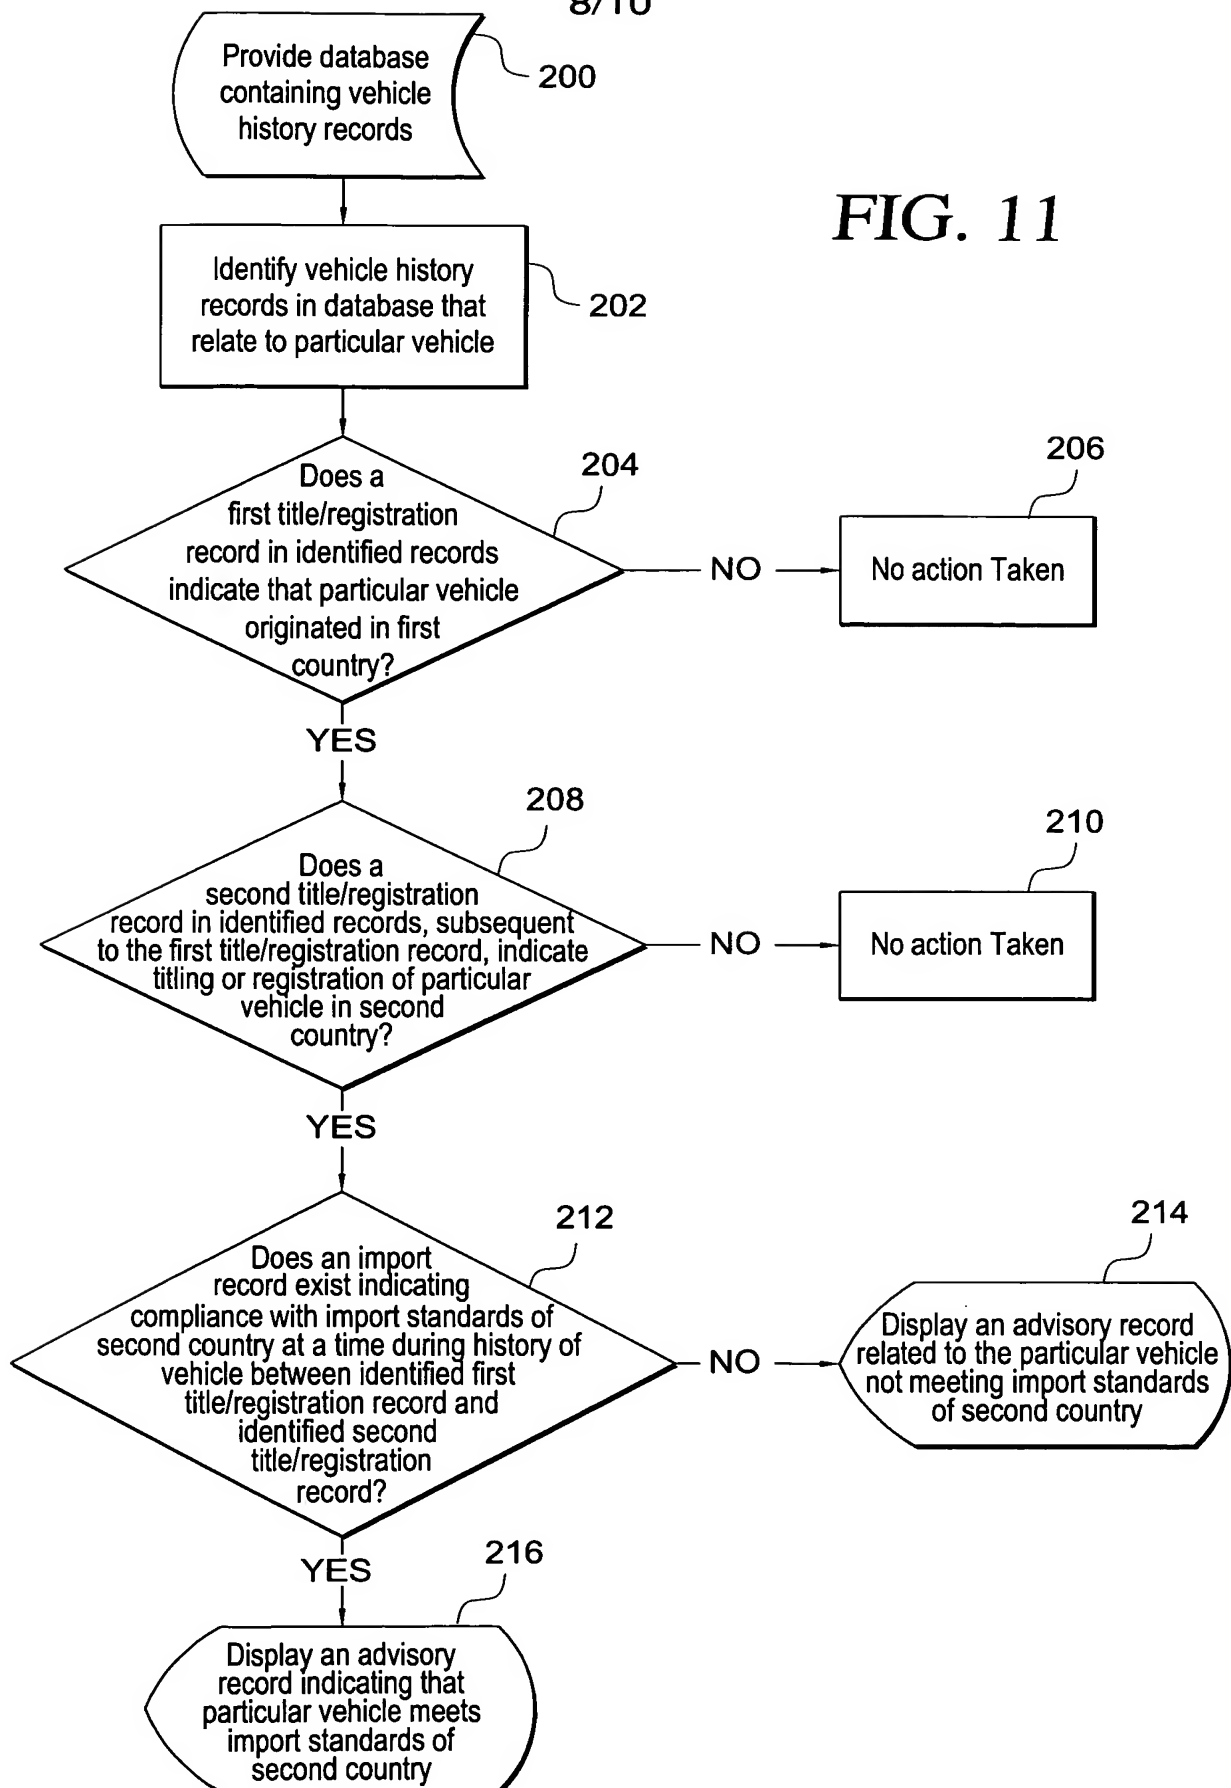 8/10
Provide database
containing vehicle
history records
200
FIG. 11
Identify vehicle history
records in database that
relate to particular vehicle
202
Does a
first title/registration
record in identified records
indicate that particular vehicle
originated in first
country?
204
NO
206
No action Taken
YES
Does a
second title/registration
record in identified records, subsequent
to the first title/registration record, indicate
titling or registration of particular
vehicle in second
country?
208
NO
210
No action Taken
YES
Does an import
record exist indicating
compliance with import standards of
second country at a time during history of
vehicle between identified first
title/registration record and
identified second
title/registration
record?
212
NO
214
Display an advisory record
related to the particular vehicle
not meeting import standards
of second country
YES
216
Display an advisory
record indicating that
particular vehicle meets
import standards of
second country